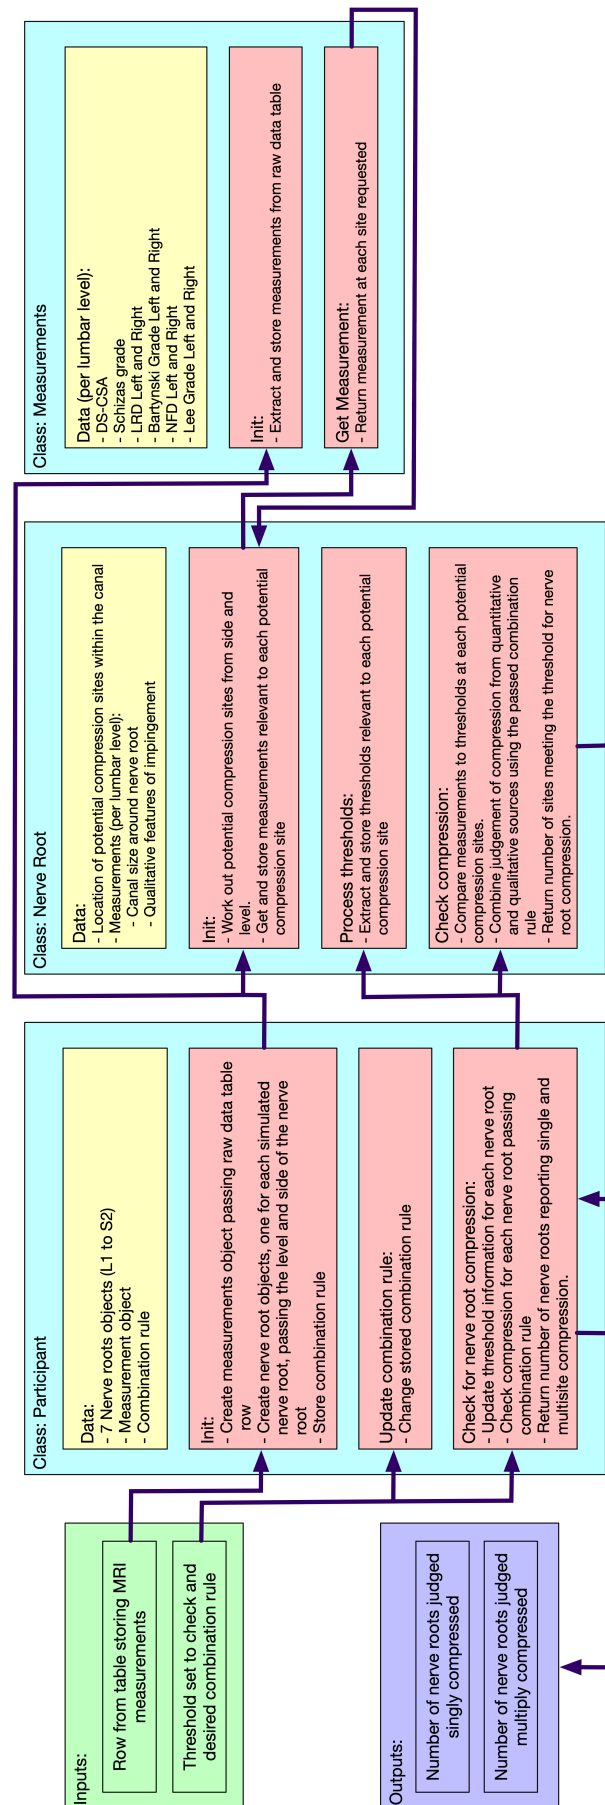 Inputs:
Row from table storing MRI
measurements
Threshold set to check and
desired combination rule
Outputs:
Number of nerve roots judged
singly compressed
Number of nerve roots judged
multiply compressed
Class: Participant
Data:
- 7 Nerve roots objects (L1 to S2)
- Measurement object
- Combination rule
Init:
- Create measurements object passing raw data table
row
- Create nerve root objects, one for each simulated
nerve root, passing the level and side of the nerve
root
- Store combination rule
Update combination rule:
- Change stored combination rule
Check for nerve root compression:
- Update threshold information for each nerve root
- Check compression for each nerve root passing
combination rule
- Return number of nerve roots reporting single and
multisite compression.
Class: Nerve Root
Data:
- Location of potential compression sites within the canal
- Measurements (per lumbar level):
- Canal size around nerve root
- Qualitative features of impingement
Init:
- Work out potential compression sites from side and
level.
- Get and store measurements relevant to each potential
compression site
Process thresholds:
- Extract and store thresholds relevant to each potential
compression site
Check compression:
- Compare measurements to thresholds at each potential
compression sites.
- Combine judgement of compression from quantitative
and qualitative sources using the passed combination
rule
- Return number of sites meeting the threshold for nerve
root compression.
Class: Measurements
Data (per lumbar level):
- DS-CSA
- Schizas grade
- LRD Left and Right
- Bartynski Grade Left and Right
- NFD Left and Right
- Lee Grade Left and Right
Init:
- Extract and store measurements from raw data table
Get Measurement:
- Return measurement at each site requested